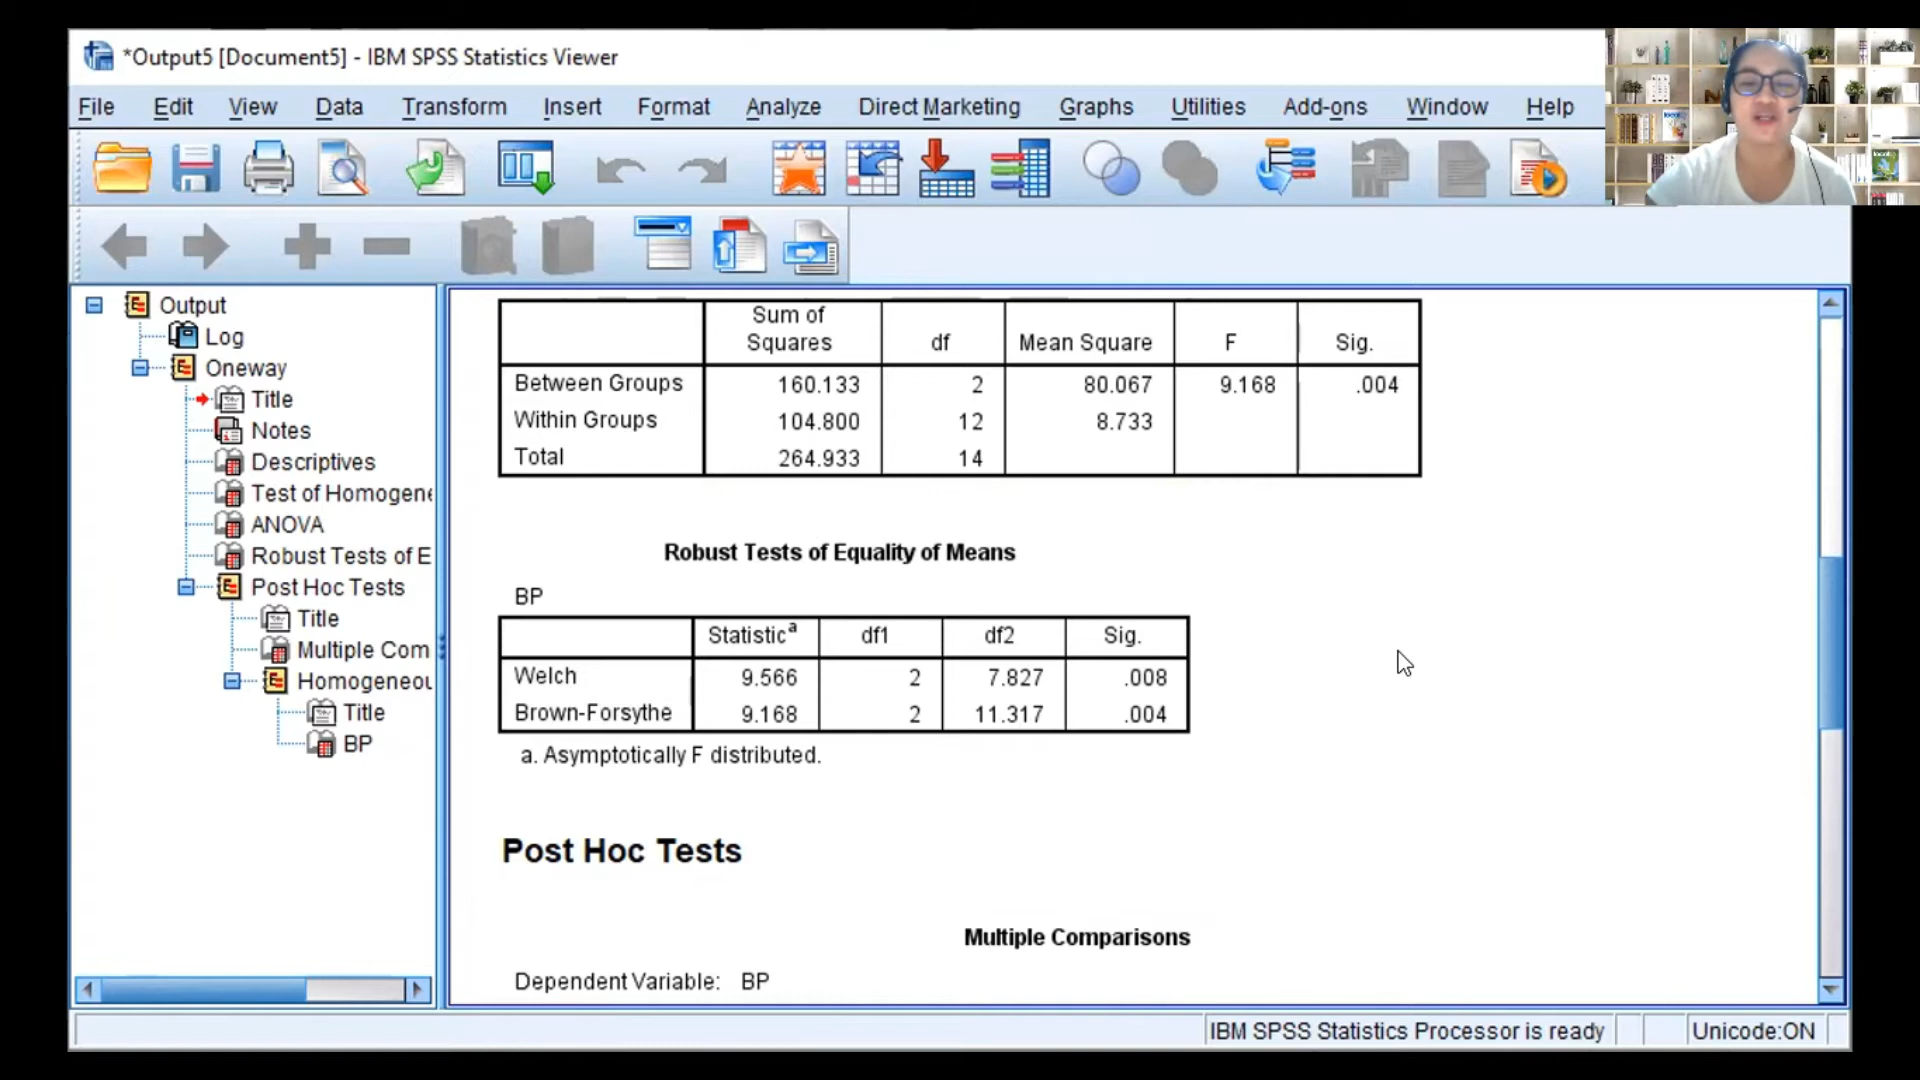 *Output5 [Document5] - IBM SPSS Statistics Viewer
File Edit View Data Transform Insert Format Analyze Direct Marketing Graphs Utilities Add-ons Window Help
Output
Log
Oneway
Title
Notes
Descriptives
Test of Homogene
ANOVA
Robust Tests of E
Post Hoc Tests
Title
Multiple Com
Homogeneou
Title
BP
Sum of Squares df Mean Square F Sig.
Between Groups 160.133 2 80.067 9.168 .004
Within Groups 104.800 12 8.733
Total 264.933 14
Robust Tests of Equality of Means
BP
Statistica df1 df2 Sig.
Welch 9.566 2 7.827 .008
Brown-Forsythe 9.168 2 11.317 .004
a. Asymptotically F distributed.
Post Hoc Tests
Multiple Comparisons
Dependent Variable: BP
IBM SPSS Statistics Processor is ready Unicode:ON